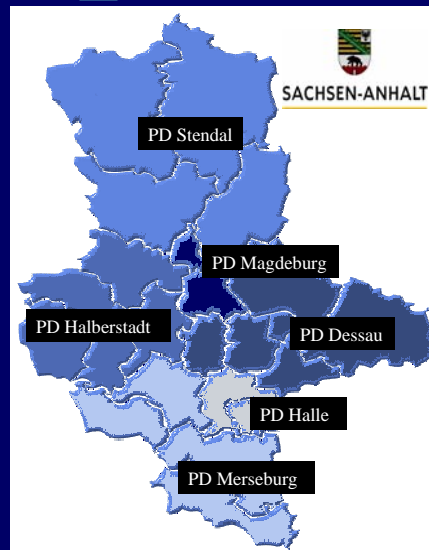 SACHSEN-ANHALT
PD Stendal
PD Magdeburg
PD Halberstadt
PD Dessau
PD Halle
PD Merseburg